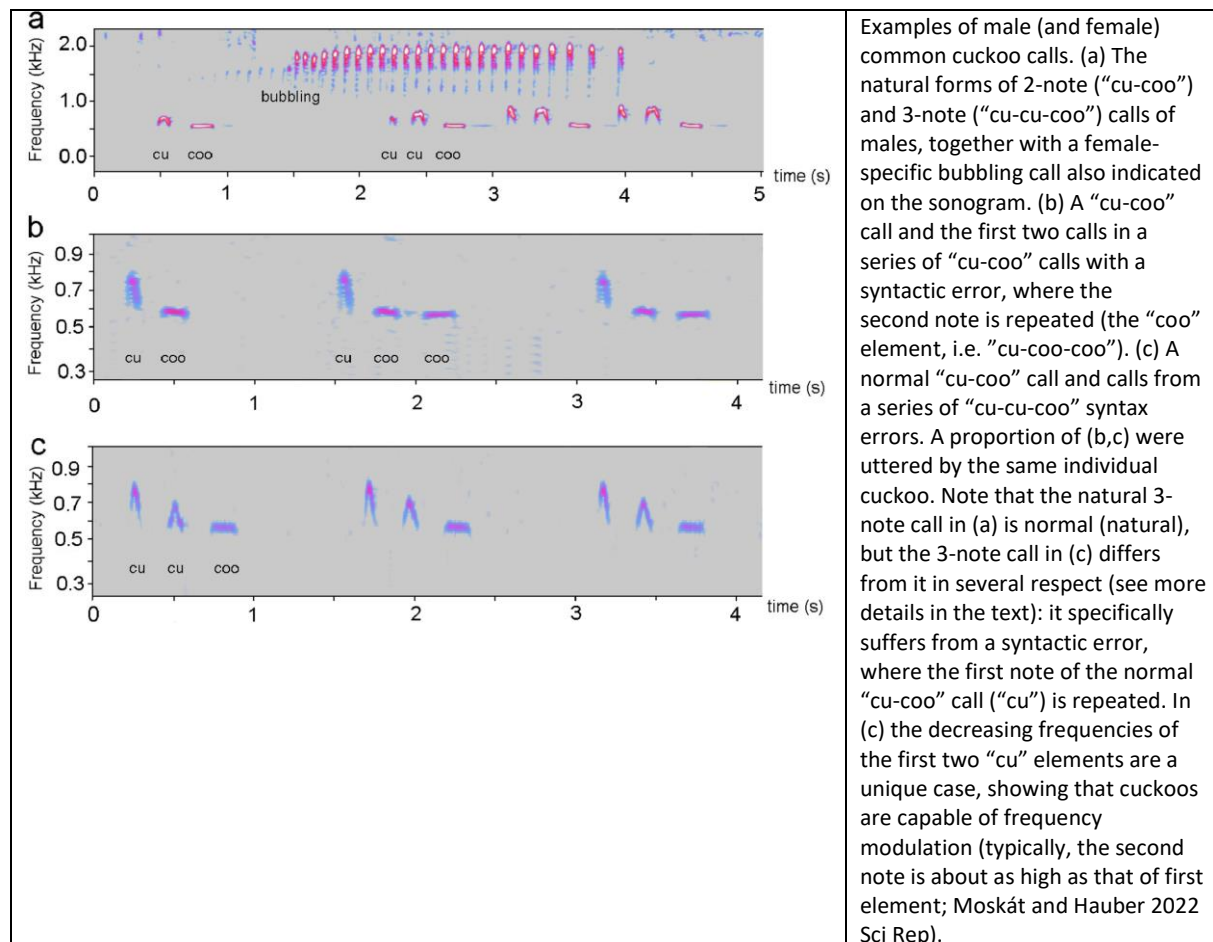 a
Frequency (kHz)
2.0
1.0
0.0
bubbling
cu coo cu cu coo
time (s)
0 1 2 3 4 5
b
Frequency (kHz)
0.9
0.7
0.5
0.3
cu coo cu coo coo
time (s)
0 1 2 3 4
c
Frequency (kHz)
0.9
0.7
0.5
0.3
cu cu coo
time (s)
0 1 2 3 4
Examples of male (and female)
common cuckoo calls. (a) The
natural forms of 2-note (“cu-coo”)
and 3-note (“cu-cu-coo”) calls of
males, together with a female-
specific bubbling call also indicated
on the sonogram. (b) A “cu-coo”
call and the first two calls in a
series of “cu-coo” calls with a
syntactic error, where the
second note is repeated (the “coo”
element, i.e. ”cu-coo-coo”). (c) A
normal “cu-coo” call and calls from
a series of “cu-cu-coo” syntax
errors. A proportion of (b,c) were
uttered by the same individual
cuckoo. Note that the natural 3-
note call in (a) is normal (natural),
but the 3-note call in (c) differs
from it in several respect (see more
details in the text): it specifically
suffers from a syntactic error,
where the first note of the normal
“cu-coo” call (“cu”) is repeated. In
(c) the decreasing frequencies of
the first two “cu” elements are a
unique case, showing that cuckoos
are capable of frequency
modulation (typically, the second
note is about as high as that of first
element; Moskát and Hauber 2022
Sci Rep).